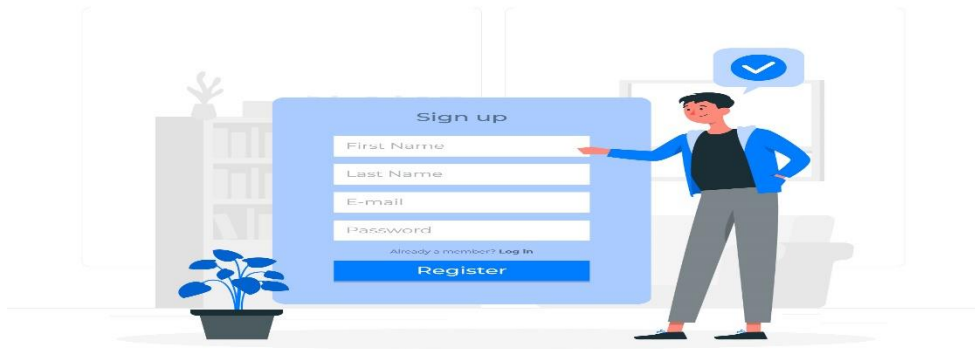 Sign up
First Name
Last Name
E-mail
Password
Already a member? Log In
Register